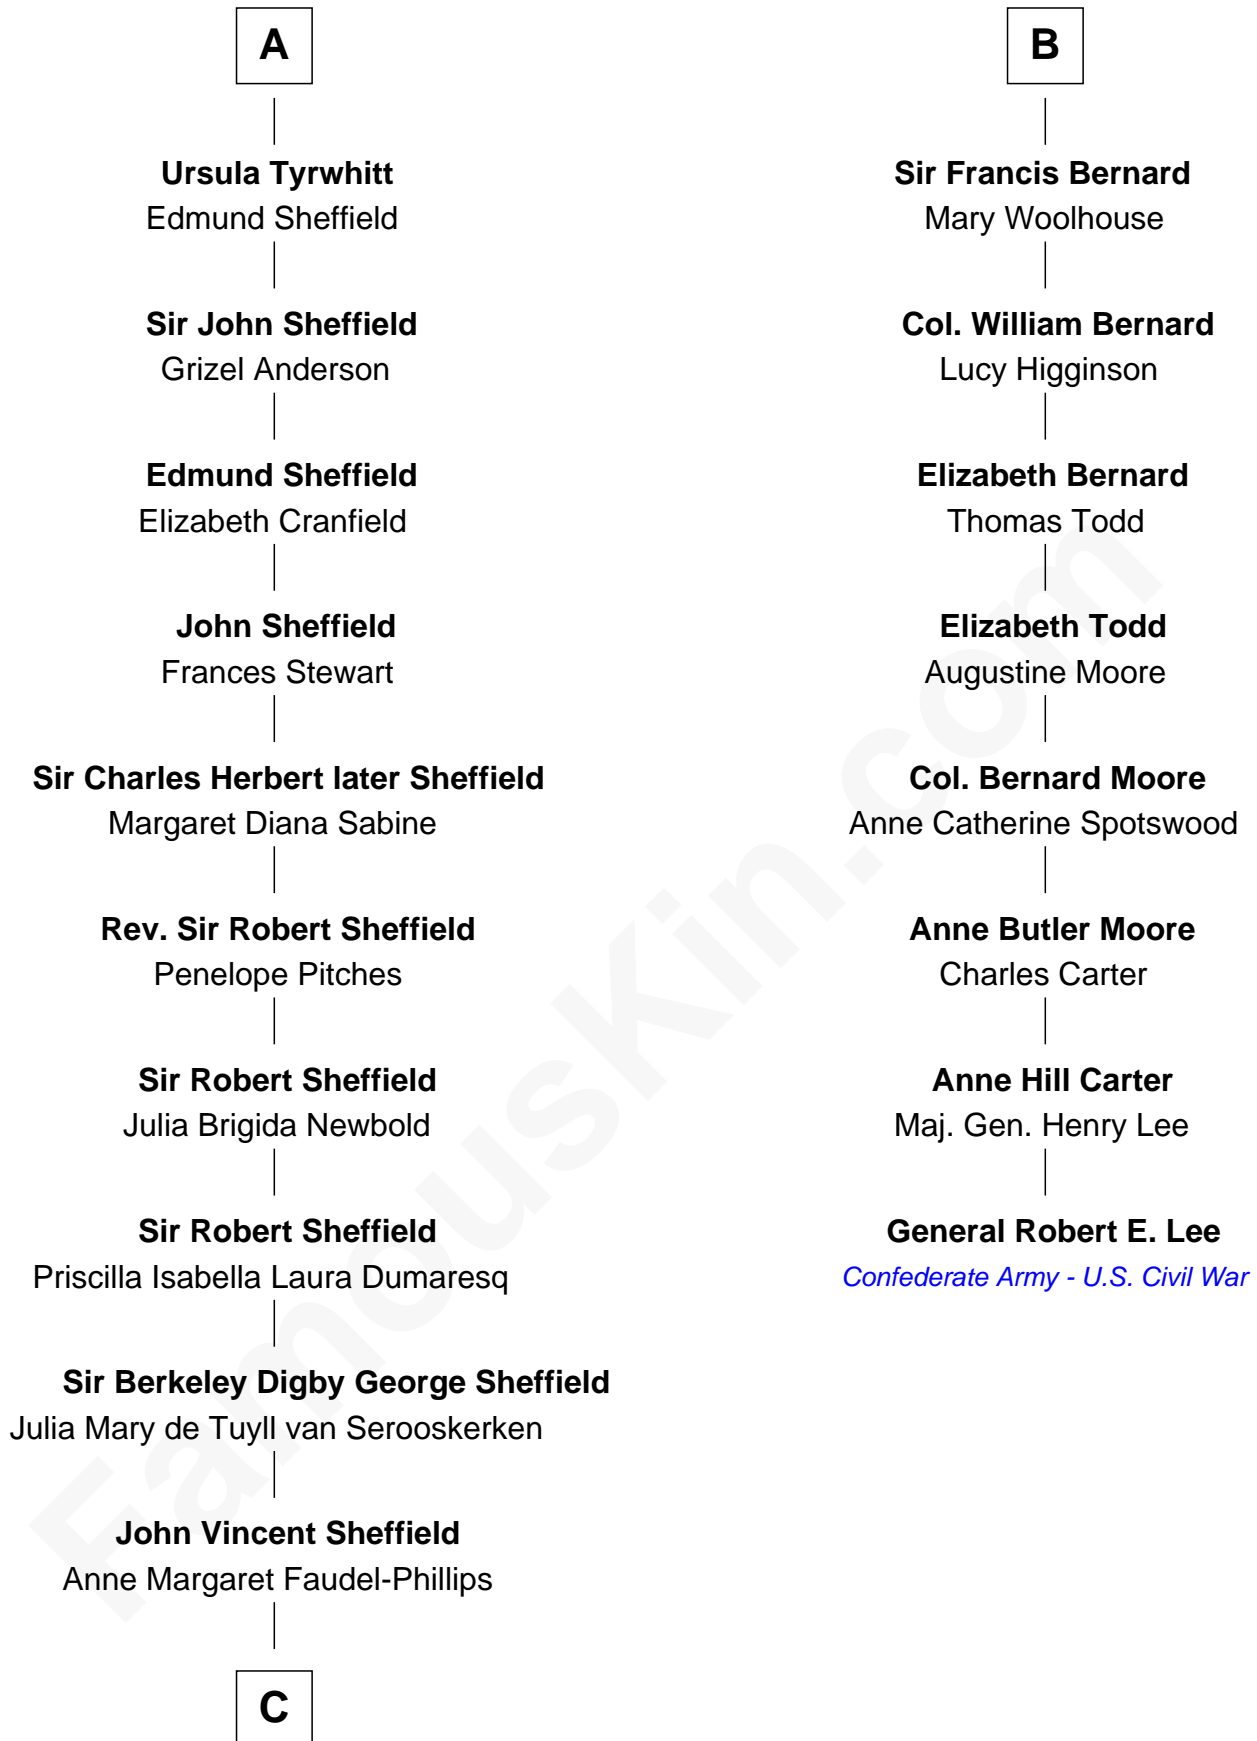 A
Ursula Tyrwhitt
Edmund Sheffield
Sir John Sheffield
Grizel Anderson
Edmund Sheffield
Elizabeth Cranfield
John Sheffield
Frances Stewart
Sir Charles Herbert later Sheffield
Margaret Diana Sabine
Rev. Sir Robert Sheffield
Penelope Pitches
Sir Robert Sheffield
Julia Brigida Newbold
Sir Robert Sheffield
Priscilla Isabella Laura Dumaresq
Sir Berkeley Digby George Sheffield
Julia Mary de Tuyll van Serooskerken
John Vincent Sheffield
Anne Margaret Faudel-Phillips
C
B
Sir Francis Bernard
Mary Woolhouse
Col. William Bernard
Lucy Higginson
Elizabeth Bernard
Thomas Todd
Elizabeth Todd
Augustine Moore
Col. Bernard Moore
Anne Catherine Spotswood
Anne Butler Moore
Charles Carter
Anne Hill Carter
Maj. Gen. Henry Lee
General Robert E. Lee
Confederate Army - U.S. Civil War
FamousKin.com